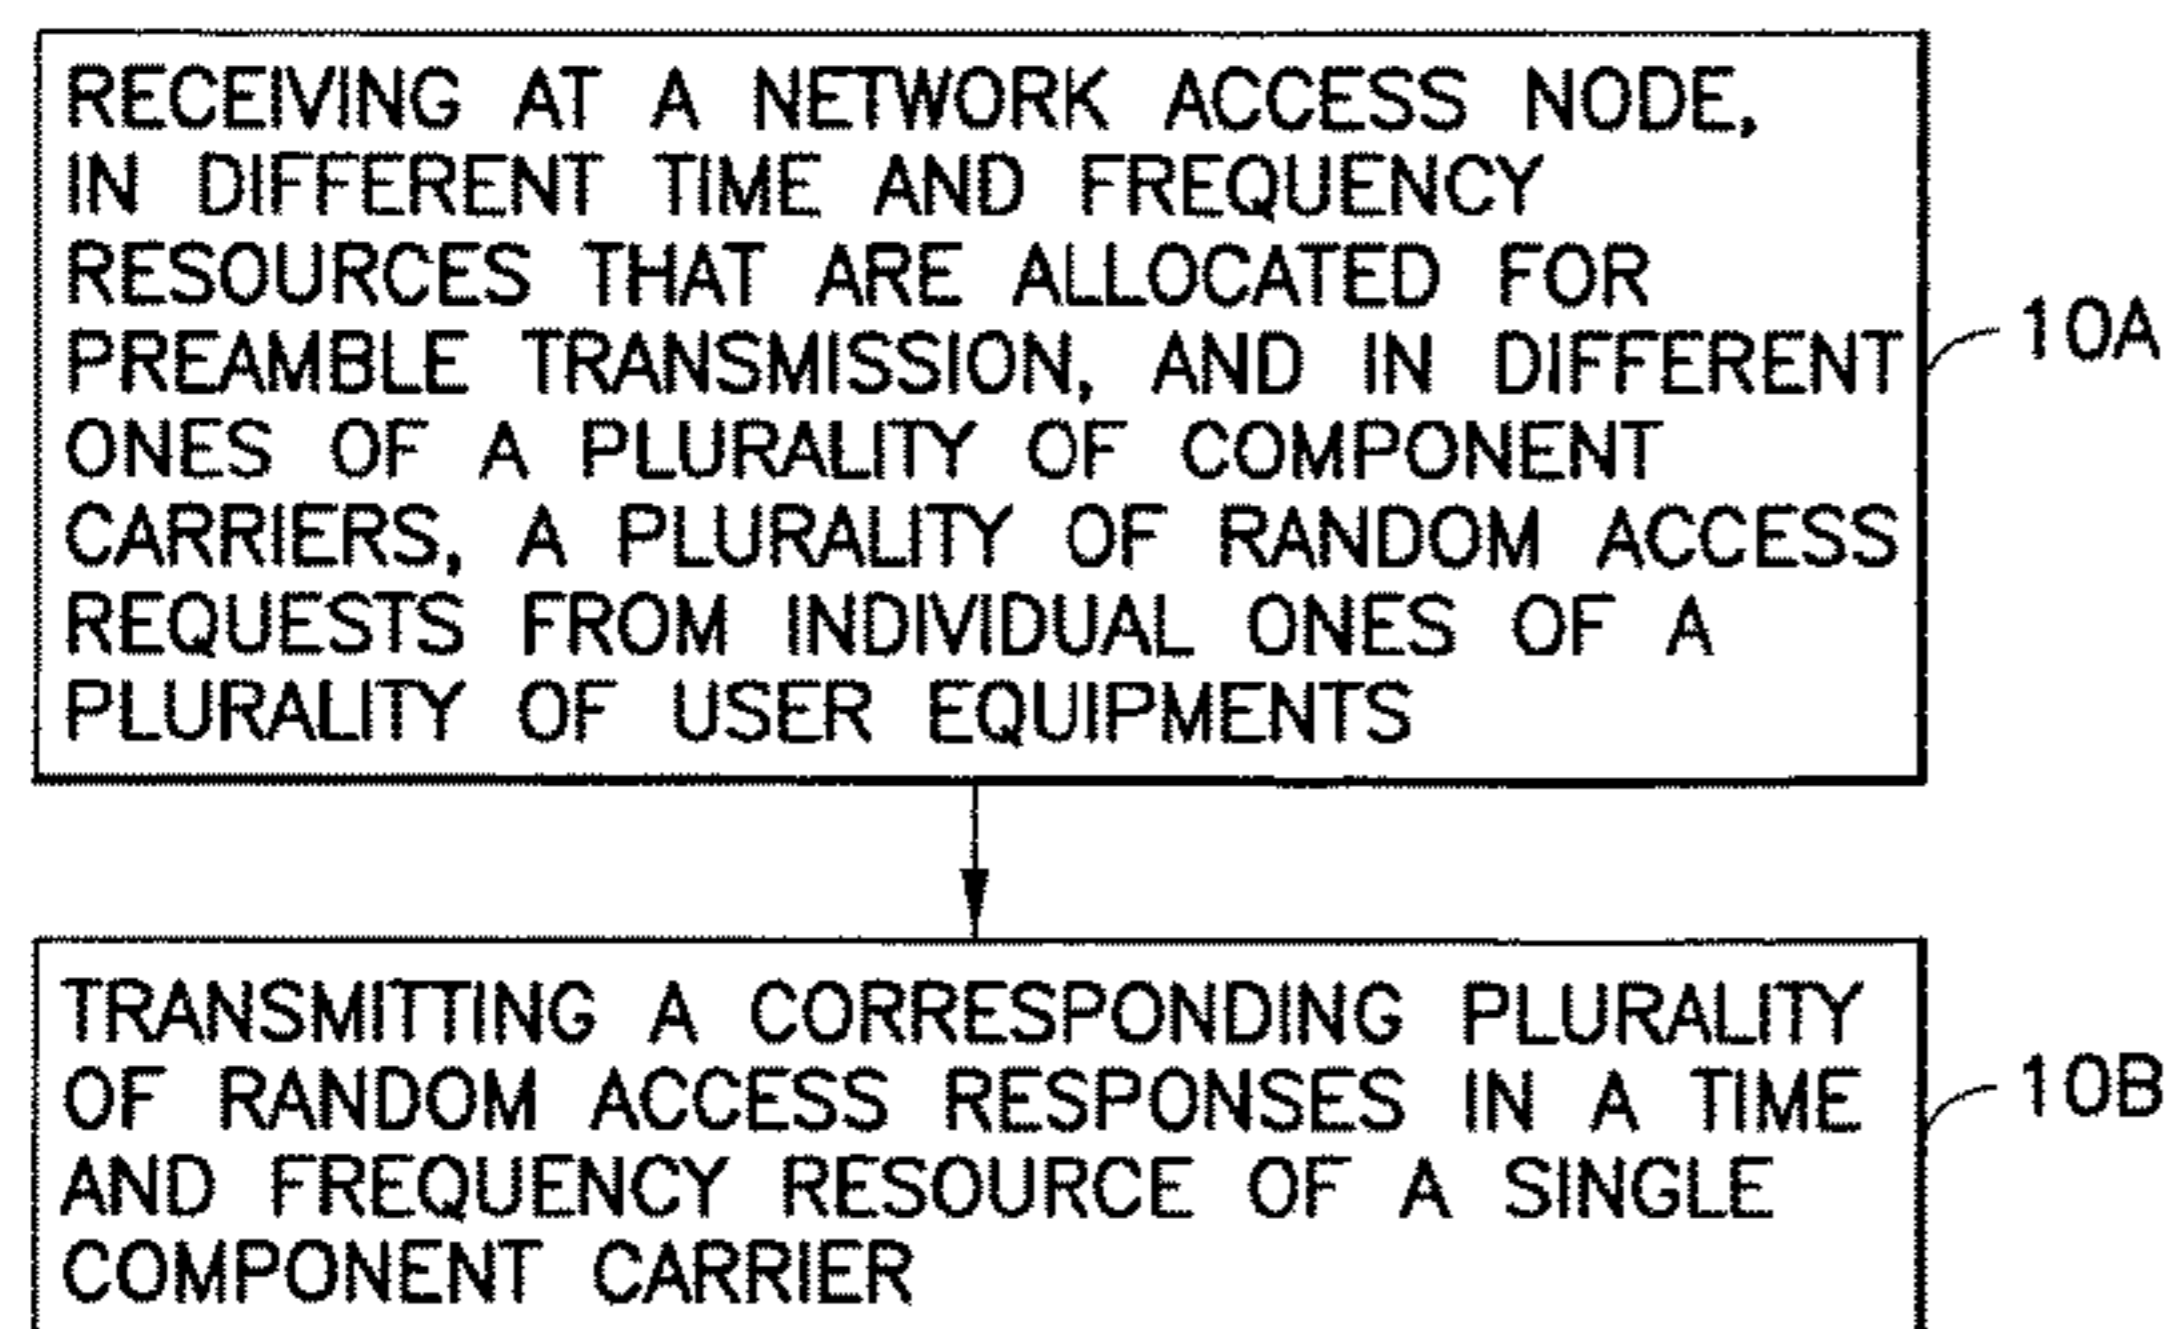 RECEIVING AT A NETWORK ACCESS NODE,
IN DIFFERENT TIME AND FREQUENCY
RESOURCES THAT ARE ALLOCATED FOR
PREAMBLE TRANSMISSION, AND IN DIFFERENT
ONES OF A PLURALITY OF COMPONENT
CARRIERS, A PLURALITY OF RANDOM ACCESS
REQUESTS FROM INDIVIDUAL ONES OF A
PLURALITY OF USER EQUIPMENTS
10A
TRANSMITTING A CORRESPONDING PLURALITY
OF RANDOM ACCESS RESPONSES IN A TIME
AND FREQUENCY RESOURCE OF A SINGLE
COMPONENT CARRIER
10B